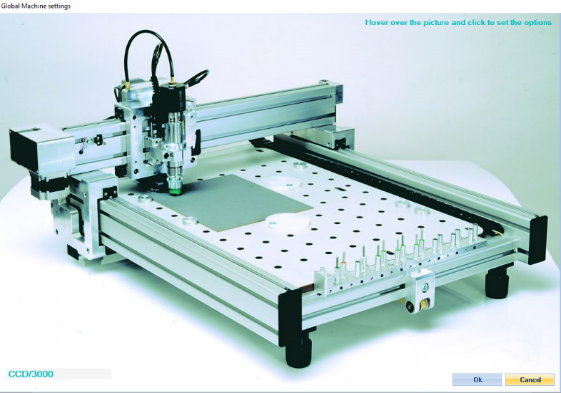 Global Machine settings
Hover over the picture and click to set the options
CCD/3000
Ok
Cancel